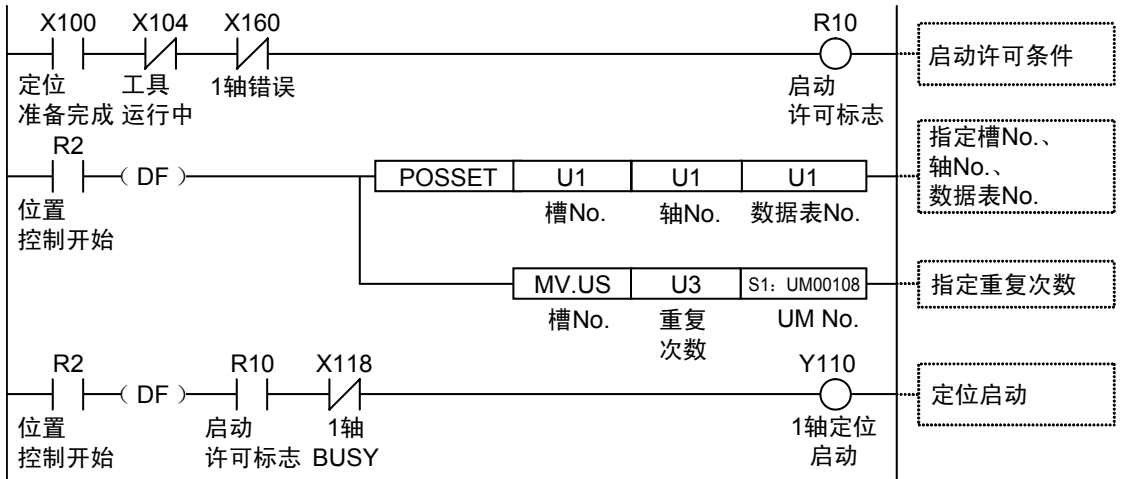 X100 X104 X160 R10
启动许可条件
定位 工具 1轴错误 启动
准备完成 运行中 许可标志
R2
( DF ) POSSET U1 U1 U1
指定槽No.、
轴No.、
数据表No.
位置 槽No. 轴No. 数据表No.
控制开始
MV.US U3 S1：UM00108
指定重复次数
槽No. 重复 UM No.
次数
R2 R10 X118 Y110
( DF )
定位启动
位置 启动 1轴 1轴定位
控制开始 许可标志 BUSY 启动